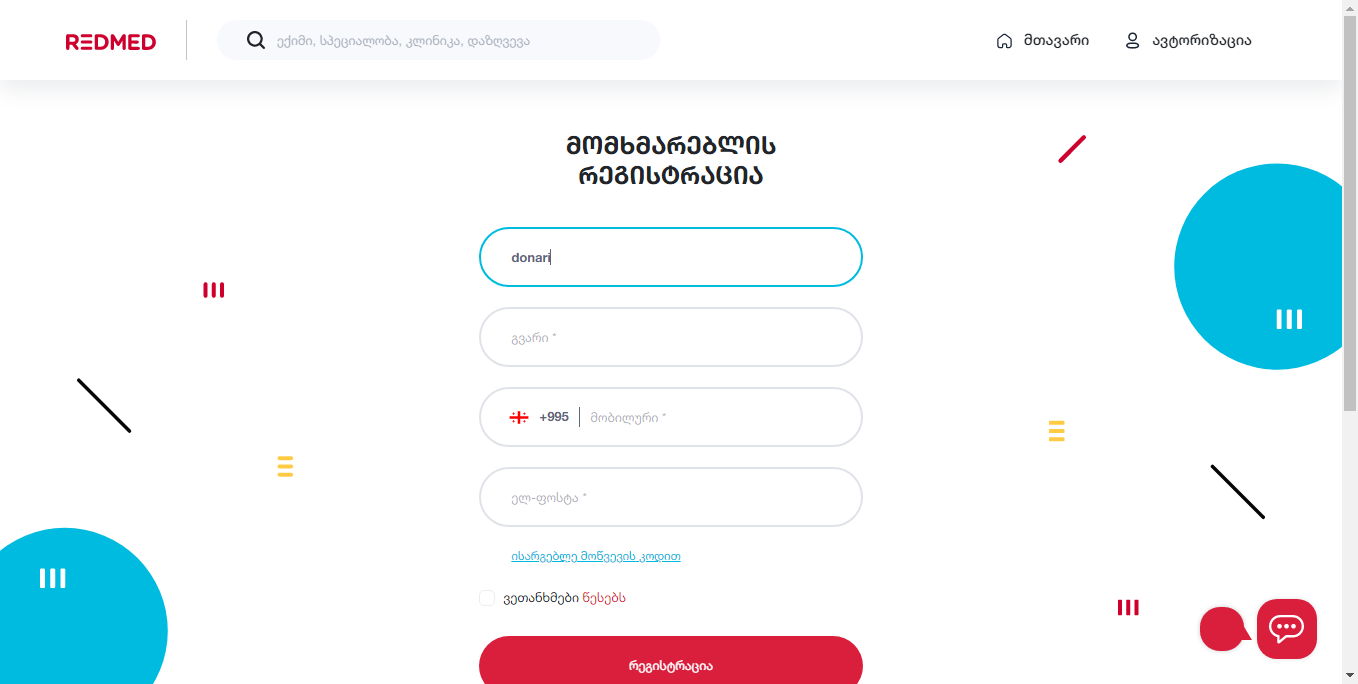 REDMED
ექიმი, სპეციალობა, კლინიკა, დაზღვევა
მთავარი
ავტორიზაცია
მომხმარებლის
რეგისტრაცია
donari
გვარი *
+995
მობილური *
ელ-ფოსტა *
ისარგებლე მოწვევის კოდით
ვეთანხმები წესებს
რეგისტრაცია